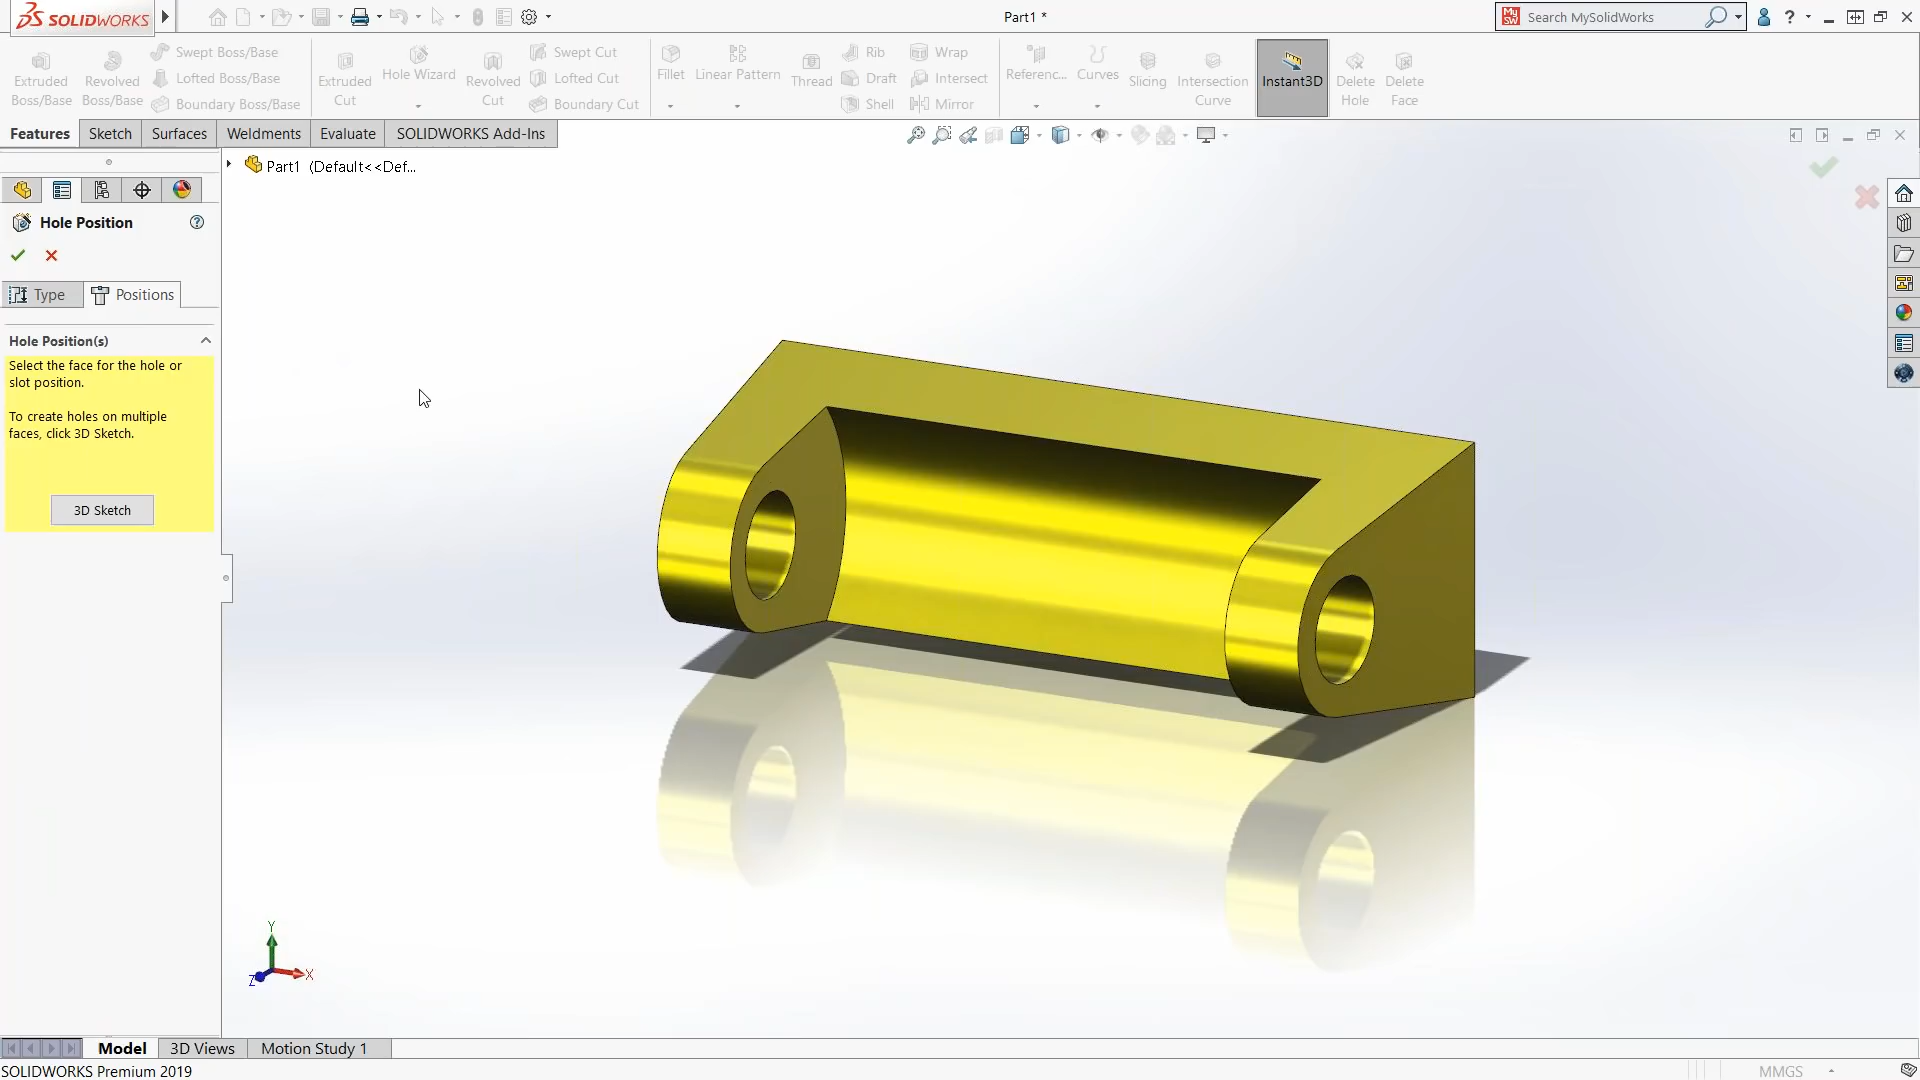 SOLIDWORKS
Part1 *
Search MySolidWorks
Extruded Boss/Base
Revolved Boss/Base
Swept Boss/Base
Lofted Boss/Base
Boundary Boss/Base
Extruded Cut
Hole Wizard
Revolved Cut
Swept Cut
Lofted Cut
Boundary Cut
Fillet
Linear Pattern
Thread
Rib
Draft
Shell
Wrap
Intersect
Mirror
Referenc...
Curves
Slicing
Intersection Curve
Instant3D
Delete Hole
Delete Face
Features
Sketch
Surfaces
Weldments
Evaluate
SOLIDWORKS Add-Ins
Part1 (Default<<Def...
Hole Position
Type
Positions
Hole Position(s)
Select the face for the hole or
slot position.
To create holes on multiple
faces, click 3D Sketch.
3D Sketch
Y
X
Z
Model
3D Views
Motion Study 1
SOLIDWORKS Premium 2019
MMGS